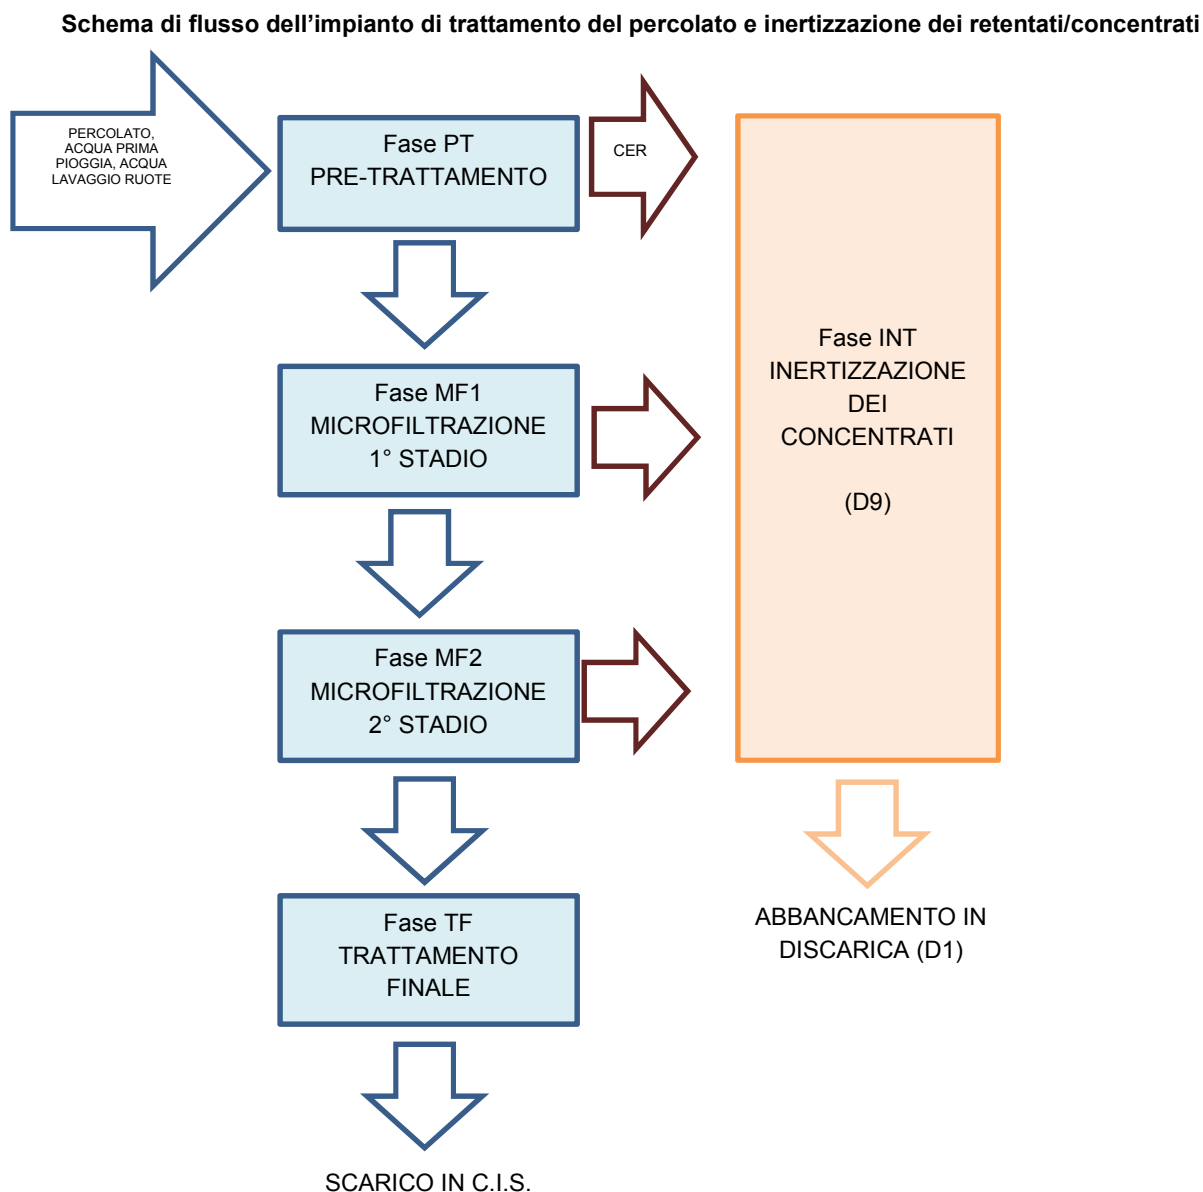 Schema di flusso dell'impianto di trattamento del percolato e inertizzazione dei retentati/concentrati
PERCOLATO,
ACQUA PRIMA
PIOGGIA, ACQUA
LAVAGGIO RUOTE
Fase PT
PRE-TRATTAMENTO
CER
Fase MF1
MICROFILTRAZIONE
1° STADIO
Fase INT
INERTIZZAZIONE
DEI
CONCENTRATI
(D9)
Fase MF2
MICROFILTRAZIONE
2° STADIO
Fase TF
TRATTAMENTO
FINALE
ABBANCAMENTO IN
DISCARICA (D1)
SCARICO IN C.I.S.